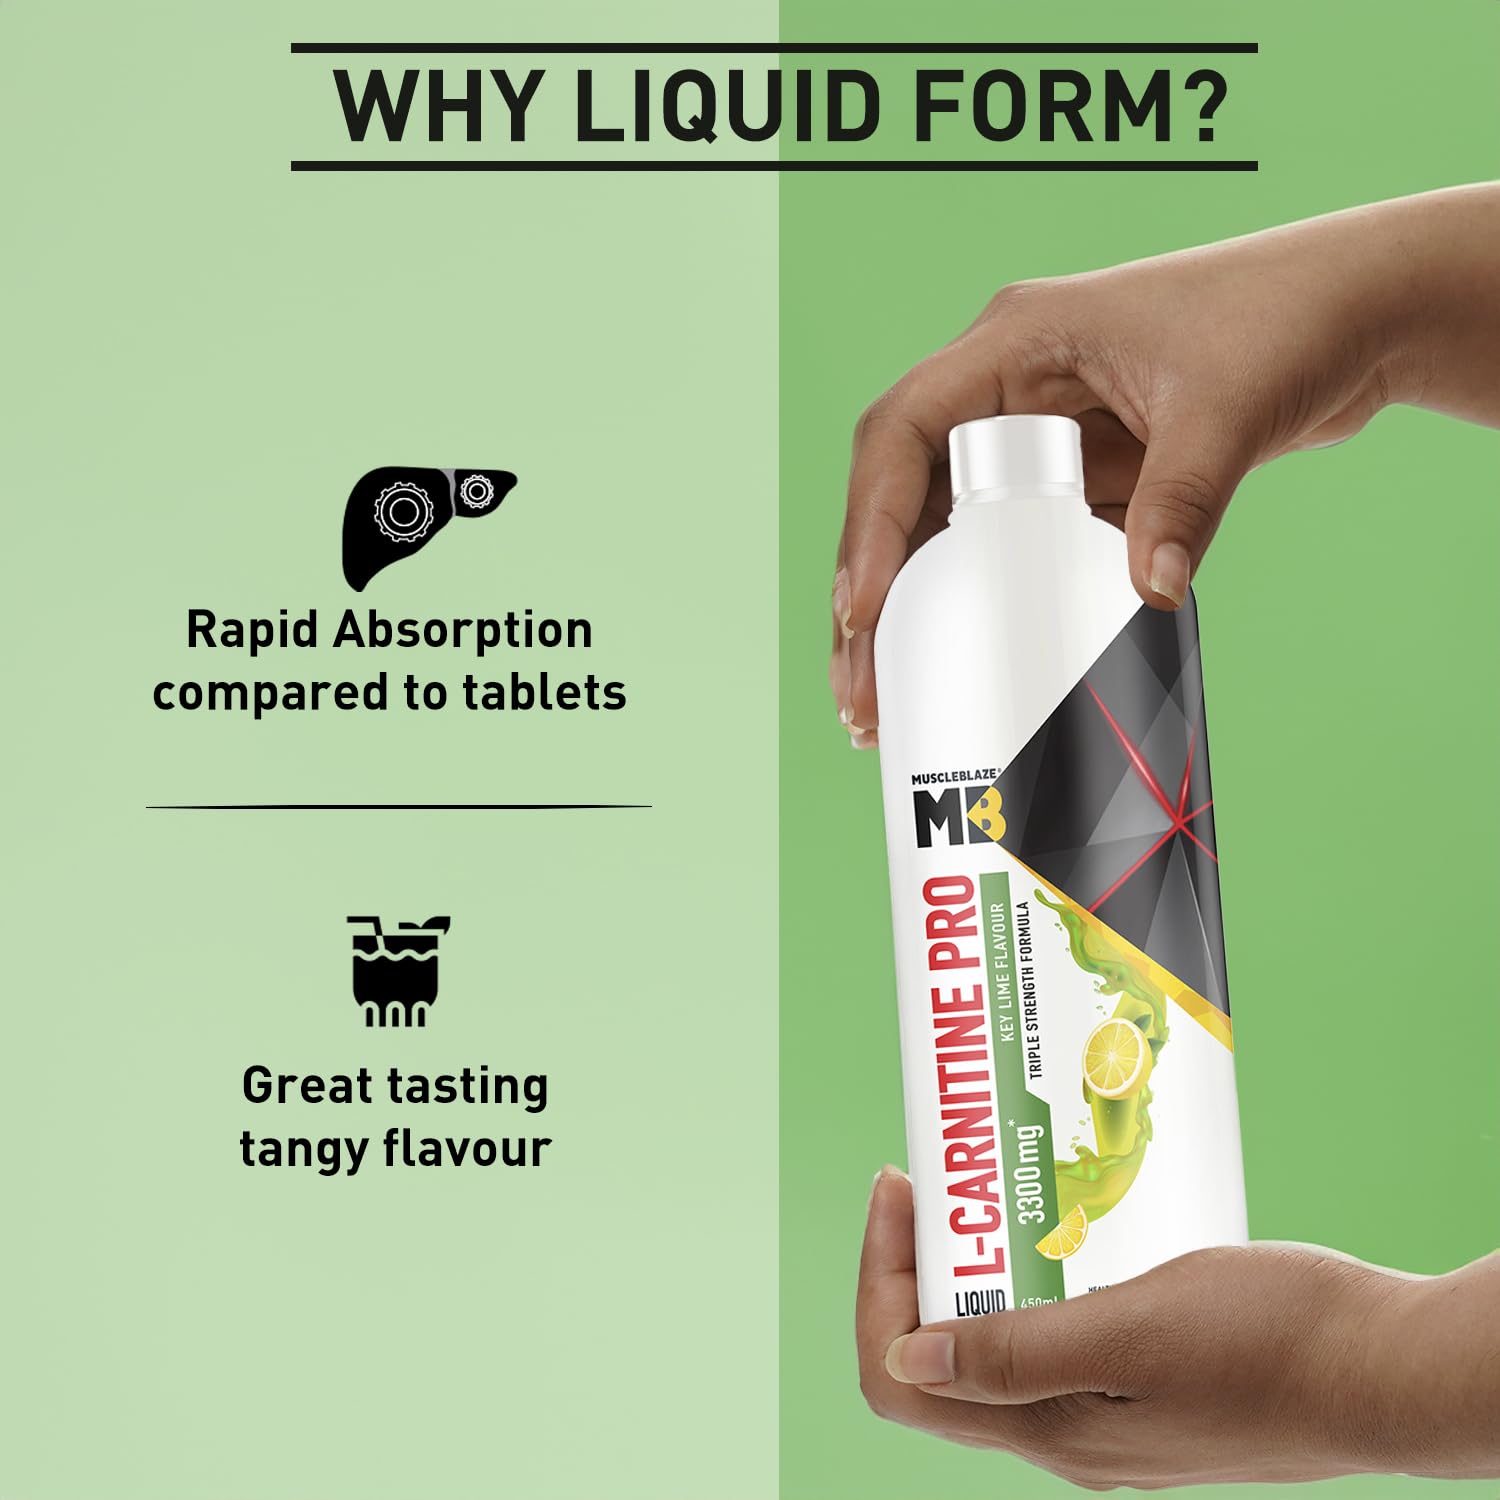 WHY LIQUID FORM?
Rapid Absorption
compared to tablets
Great tasting
tangy flavour
MUSCLEBLAZE®
MB
L-CARNITINE PRO
KEY LIME FLAVOUR
TRIPLE STRENGTH FORMULA
3300mg*
LIQUID
450ml